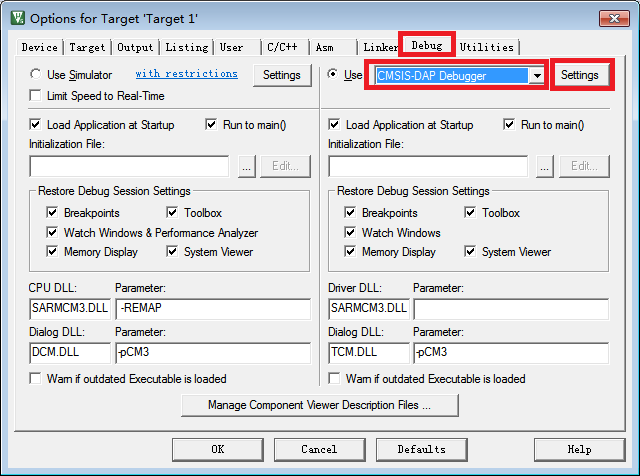 Options for Target 'Target 1'
Device Target Output Listing User C/C++ Asm Linker Debug Utilities
Use Simulator with restrictions Settings Use CMSIS-DAP Debugger Settings
Limit Speed to Real-Time
Load Application at Startup Run to main() Load Application at Startup Run to main()
Initialization File: Initialization File:
... Edit... ... Edit...
Restore Debug Session Settings Restore Debug Session Settings
Breakpoints Toolbox Breakpoints Toolbox
Watch Windows & Performance Analyzer Watch Windows
Memory Display System Viewer Memory Display System Viewer
CPU DLL: Parameter: Driver DLL: Parameter:
SARMCM3.DLL -REMAP SARMCM3.DLL
Dialog DLL: Parameter: Dialog DLL: Parameter:
DCM.DLL -pCM3 TCM.DLL -pCM3
Warn if outdated Executable is loaded Warn if outdated Executable is loaded
Manage Component Viewer Description Files ...
OK Cancel Defaults Help